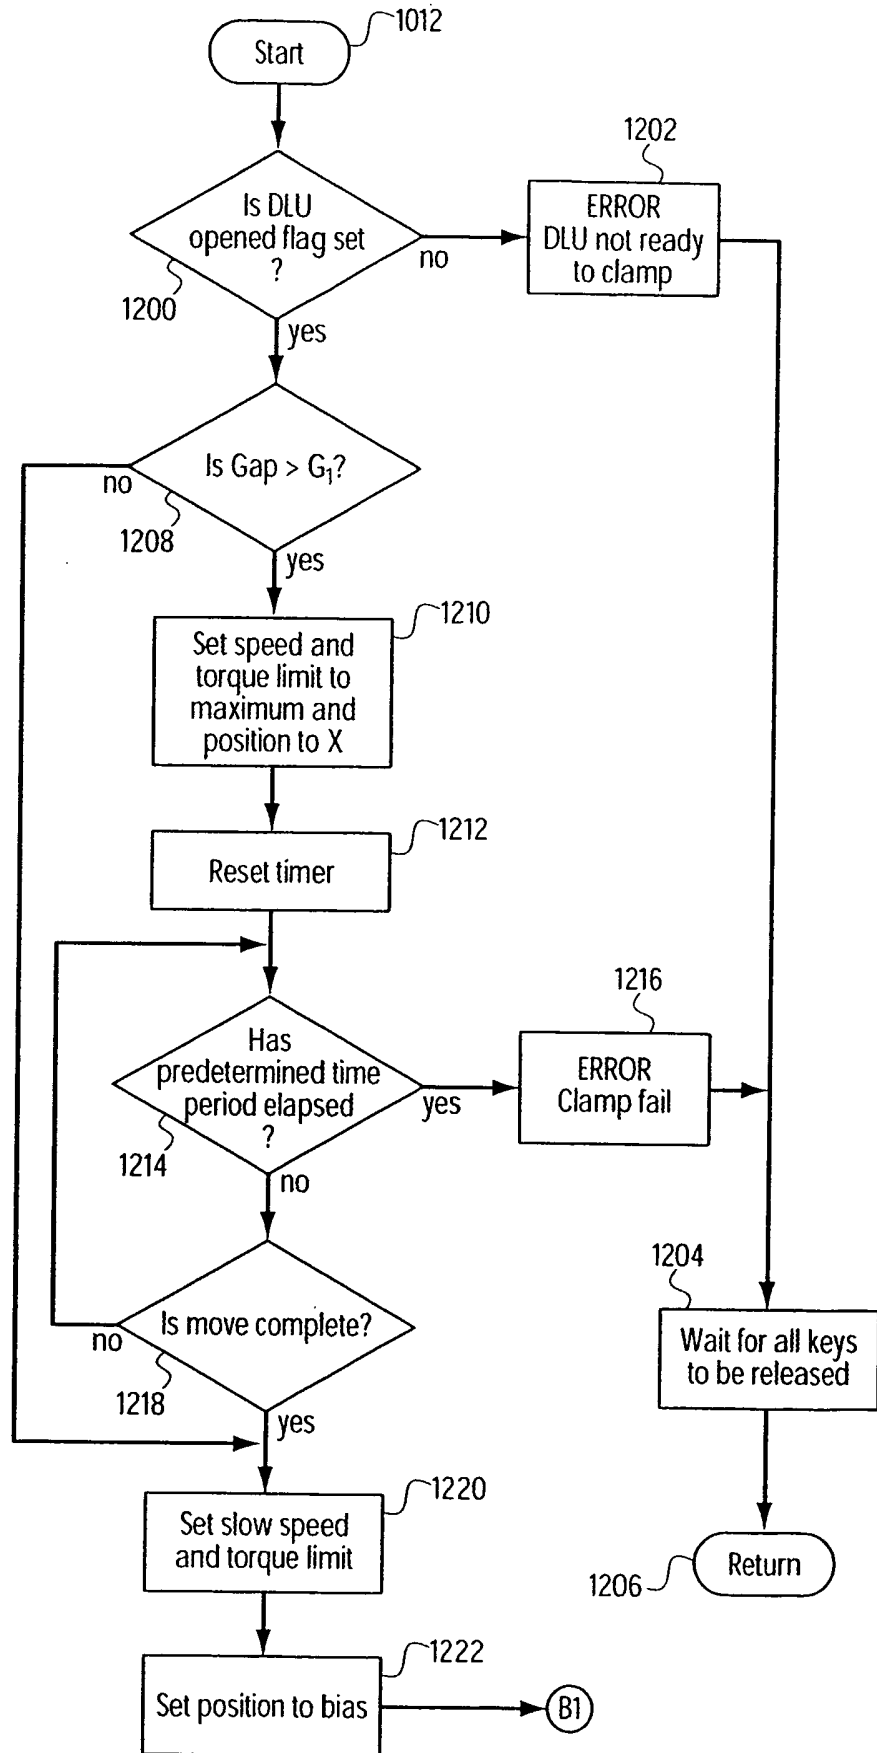 1012
Start
1202
Is DLU
opened flag set
?
no
ERROR
DLU not ready
to clamp
1200
yes
Is Gap > G₁?
no
1208
yes
1210
Set speed and
torque limit to
maximum and
position to X
1212
Reset timer
1216
Has
predetermined time
period elapsed
?
yes
ERROR
Clamp fail
1214
no
1204
Is move complete?
no
Wait for all keys
to be released
1218
yes
1220
Set slow speed
and torque limit
Return
1206
1222
Set position to bias
B1